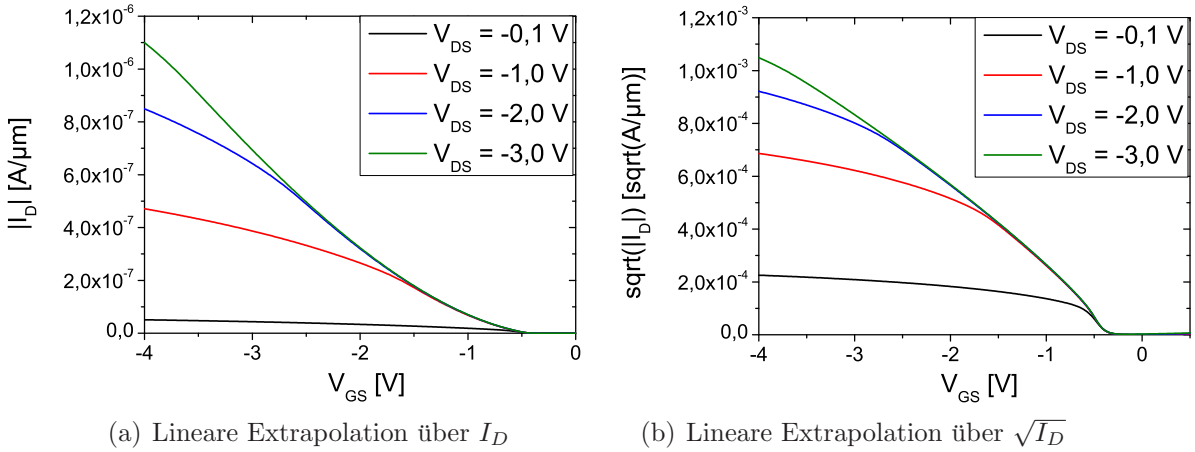 1,2x10⁻⁶
1,0x10⁻⁶
8,0x10⁻⁷
6,0x10⁻⁷
4,0x10⁻⁷
2,0x10⁻⁷
0,0
|I_D| [A/µm]
-4
-3
-2
-1
0
V_GS [V]
V_DS = -0,1 V
V_DS = -1,0 V
V_DS = -2,0 V
V_DS = -3,0 V
(a) Lineare Extrapolation über I_D
1,2x10⁻³
1,0x10⁻³
8,0x10⁻⁴
6,0x10⁻⁴
4,0x10⁻⁴
2,0x10⁻⁴
0,0
sqrt(|I_D|) [sqrt(A/µm)]
-4
-3
-2
-1
0
V_GS [V]
V_DS = -0,1 V
V_DS = -1,0 V
V_DS = -2,0 V
V_DS = -3,0 V
(b) Lineare Extrapolation über √I_D